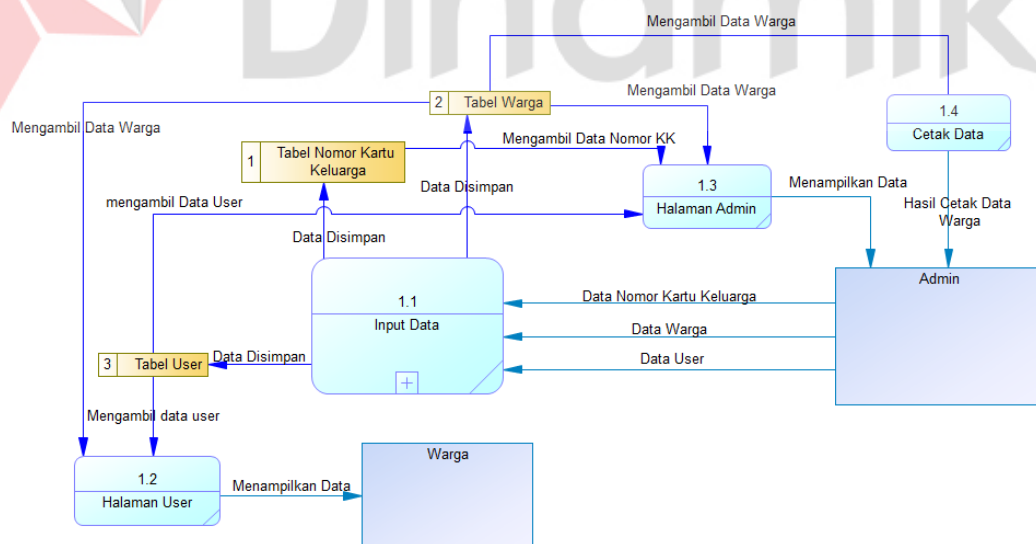 Dinamik
Mengambil Data Warga
2 Tabel Warga
Mengambil Data Warga
1.4
Cetak Data
Mengambil Data Warga
1 Tabel Nomor Kartu
Keluarga
Mengambil Data Nomor KK
Data Disimpan
1.3
Halaman Admin
Menampilkan Data
Hasil Cetak Data
Warga
mengambil Data User
Data Disimpan
Admin
1.1
Input Data
Data Nomor Kartu Keluarga
Data Warga
Data User
3 Tabel User
Data Disimpan
Mengambil data user
1.2
Halaman User
Menampilkan Data
Warga